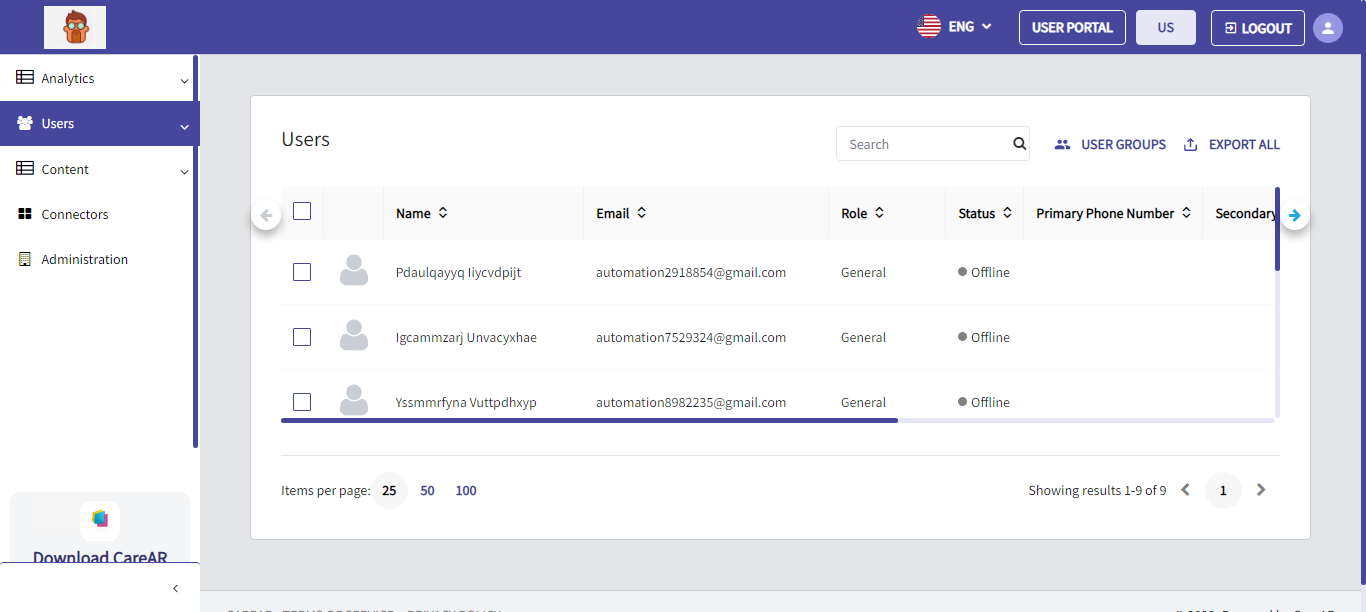 ENG USER PORTAL US LOGOUT
Analytics
Users
Content
Connectors
Administration
Download CareAR
Users
Search USER GROUPS EXPORT ALL
Name Email Role Status Primary Phone Number Secondary
Pdaulqayyq Iiycvdpijt automation2918854@gmail.com General Offline
Igcammzarj Unvacyxhae automation7529324@gmail.com General Offline
Yssmmrfyna Vuttpdhxyp automation8982235@gmail.com General Offline
Items per page: 25 50 100 Showing results 1-9 of 9 1